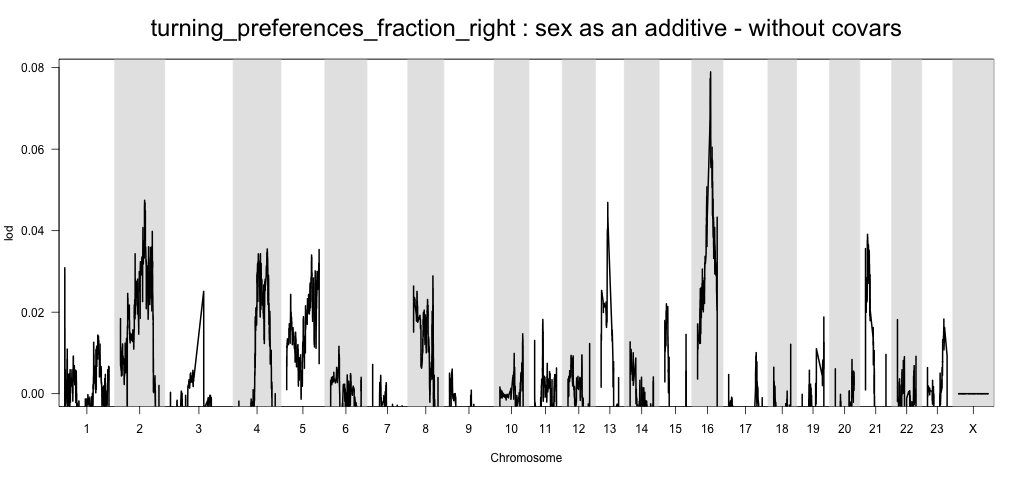 turning_preferences_fraction_right : sex as an additive - without covars
0.08
0.06
0.04
0.02
0.00
lod
1 2 3 4 5 6 7 8 9 10 11 12 13 14 15 16 17 18 19 20 21 22 23 X
Chromosome